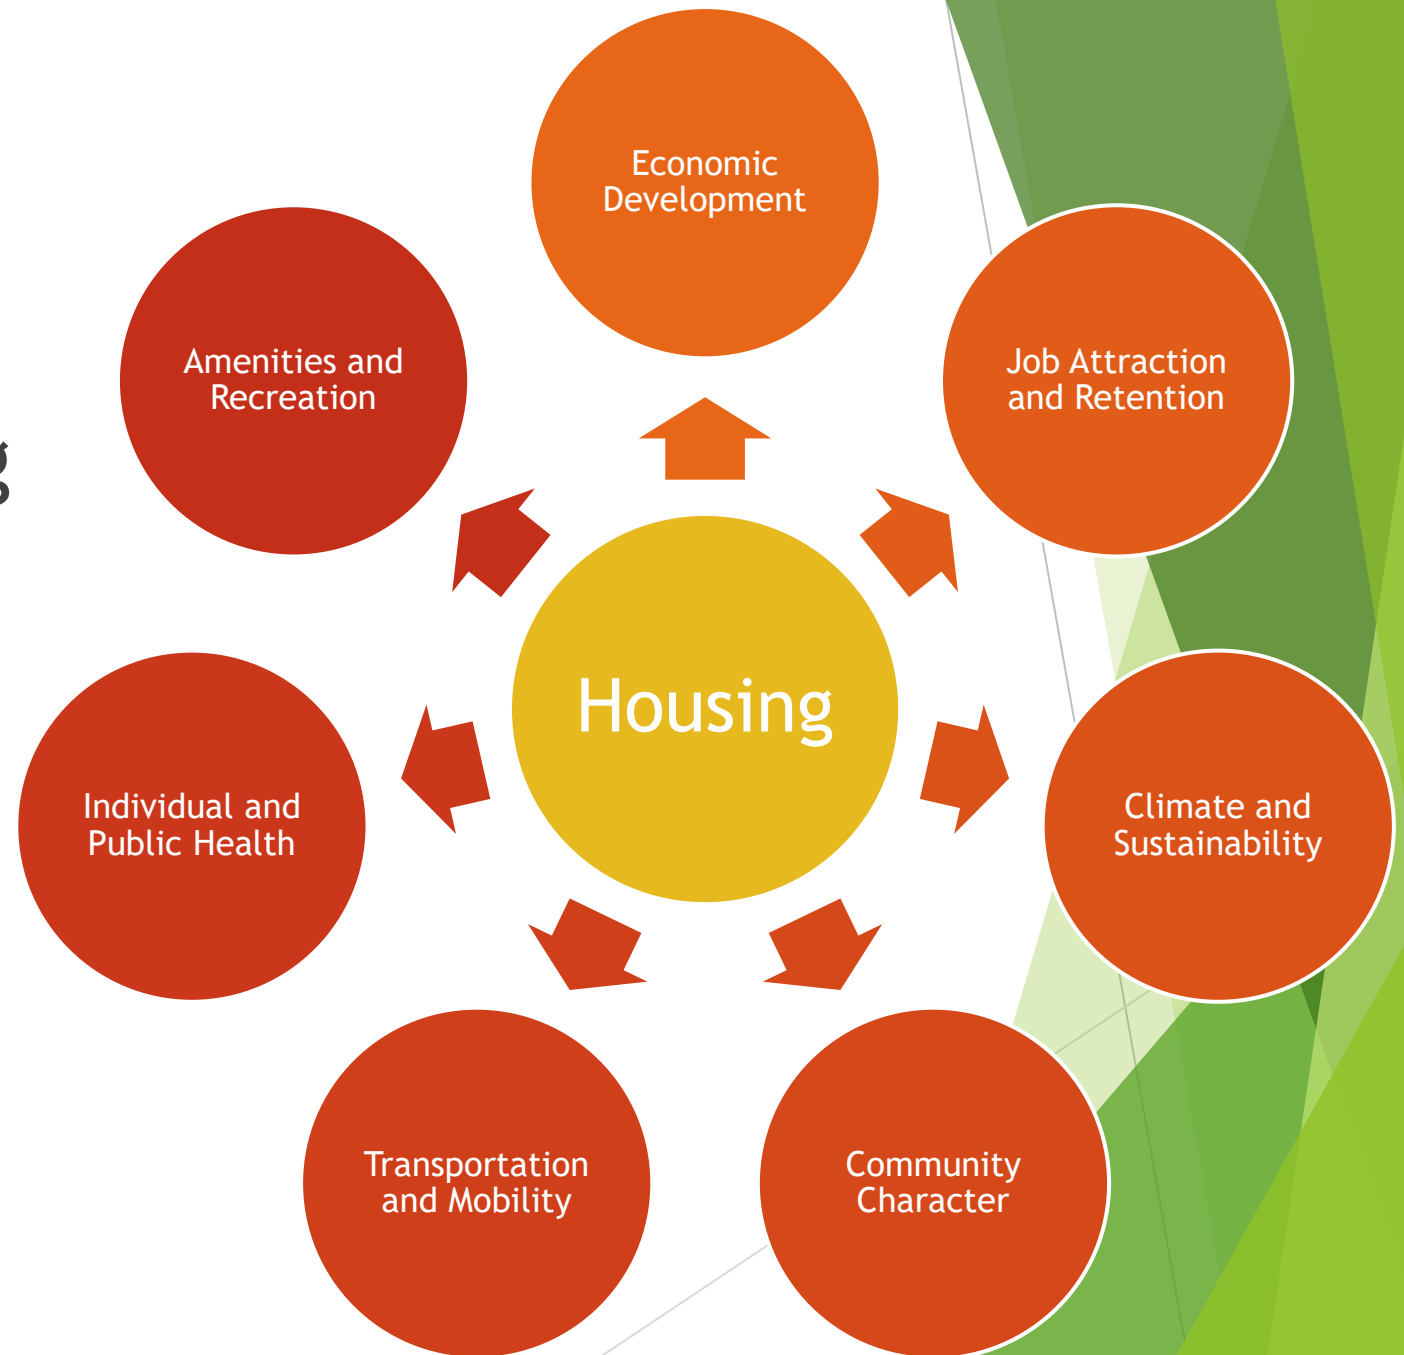 Economic
Development
Job Attraction
and Retention
Climate and
Sustainability
Community
Character
Transportation
and Mobility
Individual and
Public Health
Amenities and
Recreation
Housing